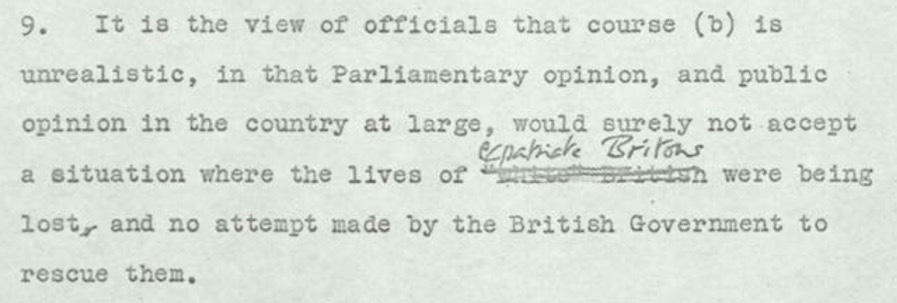 9. It is the view of officials that course (b) is
unrealistic, in that Parliamentary opinion, and public
opinion in the country at large, would surely not accept
expatriate Britons
a situation where the lives of "white" British were being
lost, and no attempt made by the British Government to
rescue them.